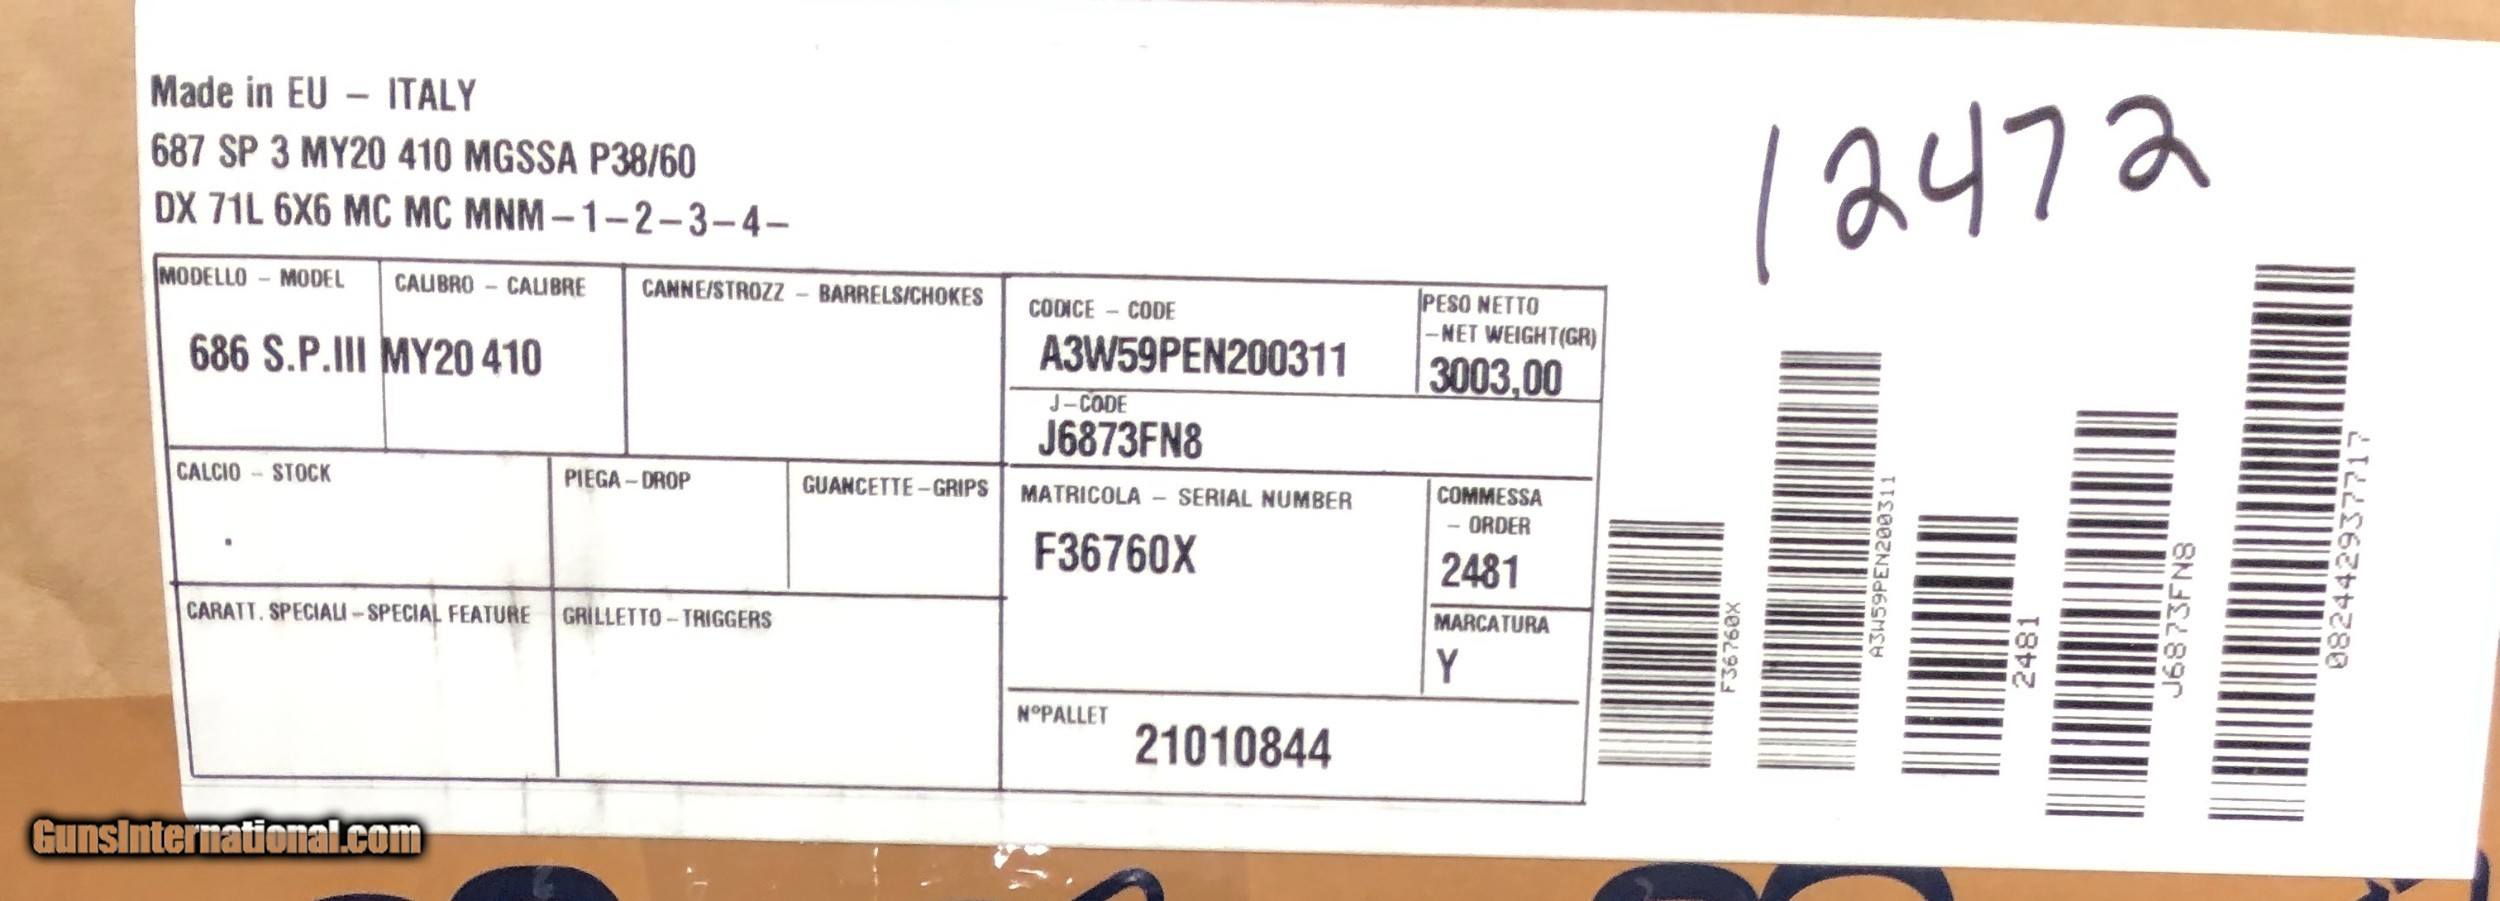 Made in EU – ITALY
687 SP 3 MY20 410 MGSSA P38/60
DX 71L 6X6 MC MC MNM–1–2–3–4–
12472
MODELLO – MODEL
686 S.P.III
CALIBRO – CALIBRE
MY20 410
CANNE/STROZZ – BARRELS/CHOKES
CODICE – CODE
A3W59PEN200311
PESO NETTO
–NET WEIGHT(GR)
3003,00
J–CODE
J6873FN8
CALCIO – STOCK
.
PIEGA–DROP
GUANCETTE–GRIPS
MATRICOLA – SERIAL NUMBER
F36760X
COMMESSA
– ORDER
2481
MARCATURA
Y
CARATT. SPECIALI–SPECIAL FEATURE
GRILLETTO–TRIGGERS
N°PALLET
21010844
F36760X
A3W59PEN200311
2481
J6873FN8
082442937717
GunsInternational.com